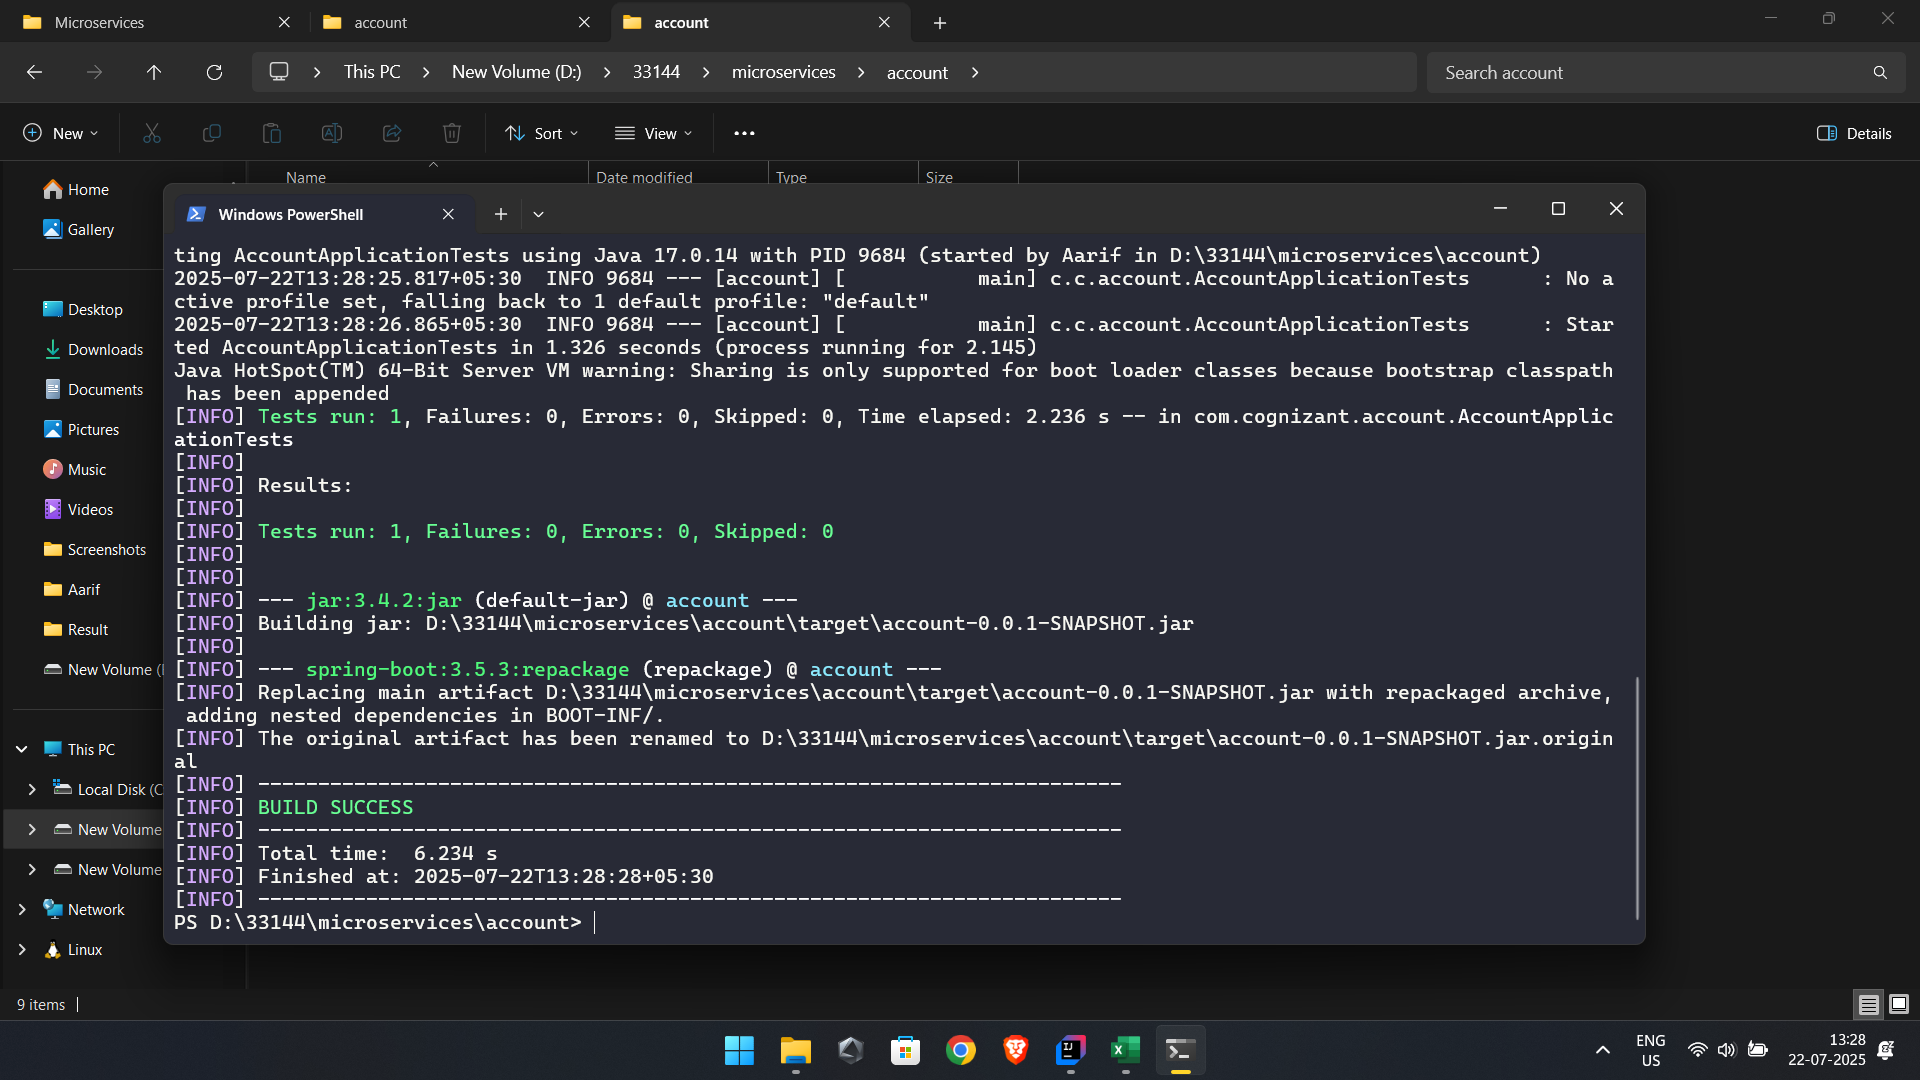 Microservices
account
account
This PC
New Volume (D:)
33144
microservices
account
Search account
New
Sort
View
Details
Name
Date modified
Type
Size
Home
Gallery
Desktop
Downloads
Documents
Pictures
Music
Videos
Screenshots
Aarif
Result
New Volume (
This PC
Local Disk (C
New Volume
New Volume
Network
Linux
Windows PowerShell
ting AccountApplicationTests using Java 17.0.14 with PID 9684 (started by Aarif in D:\33144\microservices\account)
2025-07-22T13:28:25.817+05:30  INFO 9684 --- [account] [           main] c.c.account.AccountApplicationTests      : No a
ctive profile set, falling back to 1 default profile: "default"
2025-07-22T13:28:26.865+05:30  INFO 9684 --- [account] [           main] c.c.account.AccountApplicationTests      : Star
ted AccountApplicationTests in 1.326 seconds (process running for 2.145)
Java HotSpot(TM) 64-Bit Server VM warning: Sharing is only supported for boot loader classes because bootstrap classpath
 has been appended
[INFO] Tests run: 1, Failures: 0, Errors: 0, Skipped: 0, Time elapsed: 2.236 s -- in com.cognizant.account.AccountApplic
ationTests
[INFO]
[INFO] Results:
[INFO]
[INFO] Tests run: 1, Failures: 0, Errors: 0, Skipped: 0
[INFO]
[INFO]
[INFO] --- jar:3.4.2:jar (default-jar) @ account ---
[INFO] Building jar: D:\33144\microservices\account\target\account-0.0.1-SNAPSHOT.jar
[INFO]
[INFO] --- spring-boot:3.5.3:repackage (repackage) @ account ---
[INFO] Replacing main artifact D:\33144\microservices\account\target\account-0.0.1-SNAPSHOT.jar with repackaged archive,
 adding nested dependencies in BOOT-INF/.
[INFO] The original artifact has been renamed to D:\33144\microservices\account\target\account-0.0.1-SNAPSHOT.jar.origin
al
[INFO] ------------------------------------------------------------------------
[INFO] BUILD SUCCESS
[INFO] ------------------------------------------------------------------------
[INFO] Total time:  6.234 s
[INFO] Finished at: 2025-07-22T13:28:28+05:30
[INFO] ------------------------------------------------------------------------
PS D:\33144\microservices\account>
9 items
ENG
US
13:28
22-07-2025